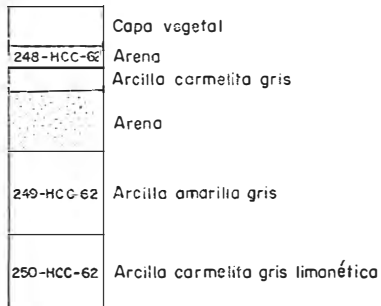 Capa vegetal
248-HCC-62 Arena
Arcilla carmelita gris
Arena
249-HCC-62 Arcilla amarilla gris
250-HCC-62 Arcilla carmelita gris limonética